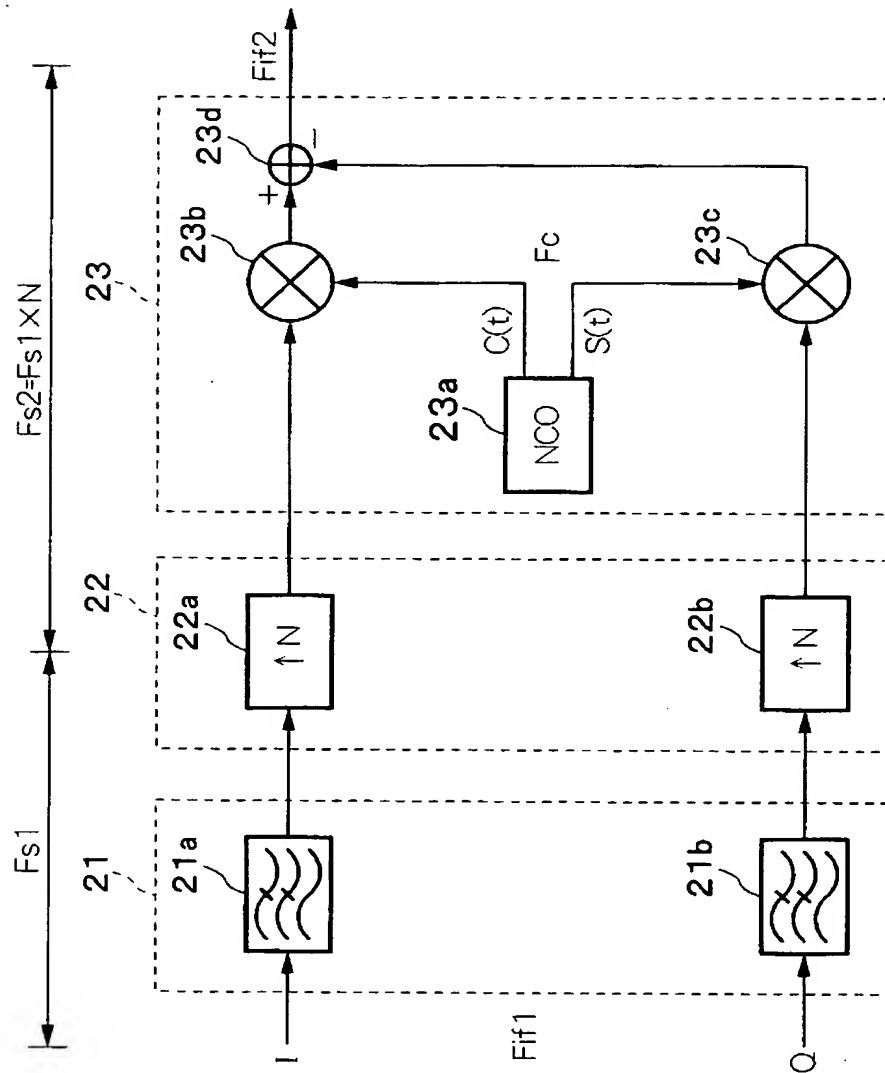 Fs1
Fs2=Fs1×N
21
22
23
21a
22a
23b
23d
+
−
Fif2
I
↑N
C(t)
Fc
S(t)
23a
NCO
Fif1
21b
22b
23c
Q
↑N